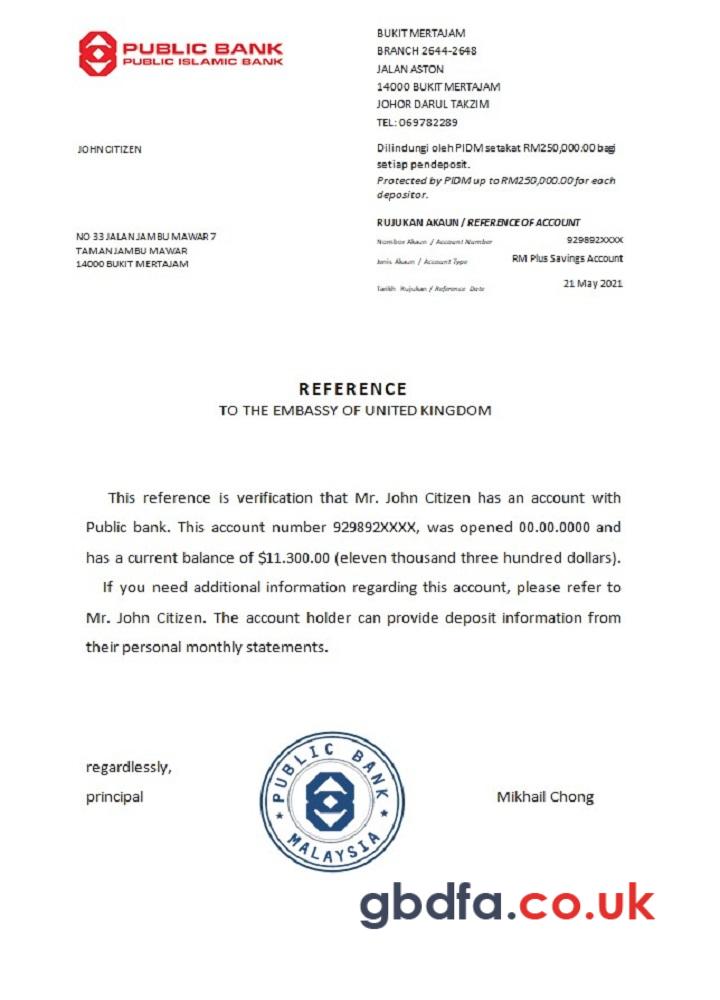 PUBLIC BANK
PUBLIC ISLAMIC BANK
BUKIT MERTAJAM
BRANCH 2644-2648
JALAN ASTON
14000 BUKIT MERTAJAM
JOHOR DARUL TAKZIM
TEL: 069782289
JOHN CITIZEN
Dilindungi oleh PIDM setakat RM250,000.00 bagi
setiap pendeposit.
Protected by PIDM up to RM250,000.00 for each
depositor.
NO 33 JALAN JAMBU MAWAR 7
TAMAN JAMBU MAWAR
14000 BUKIT MERTAJAM
RUJUKAN AKAUN / REFERENCE OF ACCOUNT
Nombor Akaun / Account Number 929892XXXX
Jenis Akaun / Account Type RM Plus Savings Account
Tarikh Rujukan / Reference Date 21 May 2021
REFERENCE
TO THE EMBASSY OF UNITED KINGDOM
This reference is verification that Mr. John Citizen has an account with
Public bank. This account number 929892XXXX, was opened 00.00.0000 and
has a current balance of $11.300.00 (eleven thousand three hundred dollars).
If you need additional information regarding this account, please refer to
Mr. John Citizen. The account holder can provide deposit information from
their personal monthly statements.
regardlessly,
principal
PUBLIC BANK
MALAYSIA
Mikhail Chong
gbdfa.co.uk